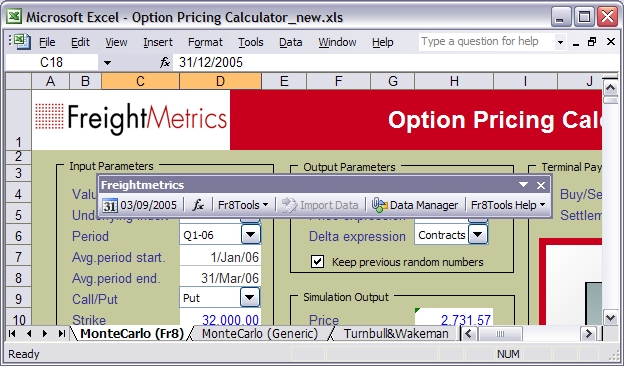 Microsoft Excel - Option Pricing Calculator_new.xls
File Edit View Insert Format Tools Data Window Help Type a question for help
C18 fx 31/12/2005
A B C D E F G H I J
1 FreightMetrics Option Pricing Calc
2
3 Input Parameters Output Parameters Terminal Pay
Freightmetrics
31 03/09/2005 fx Fr8Tools Import Data Data Manager Fr8Tools Help
4 Valu Buy/Se
5 Settlem
6 Period Q1-06 Delta expression Contracts
7 Avg.period start. 1/Jan/06 Keep previous random numbers
8 Avg.period end. 31/Mar/06
9 Call/Put Put Simulation Output
10 Strike 32,000.00 Price 2,731.57
MonteCarlo (Fr8) MonteCarlo (Generic) Turnbull&Wakeman
Ready NUM